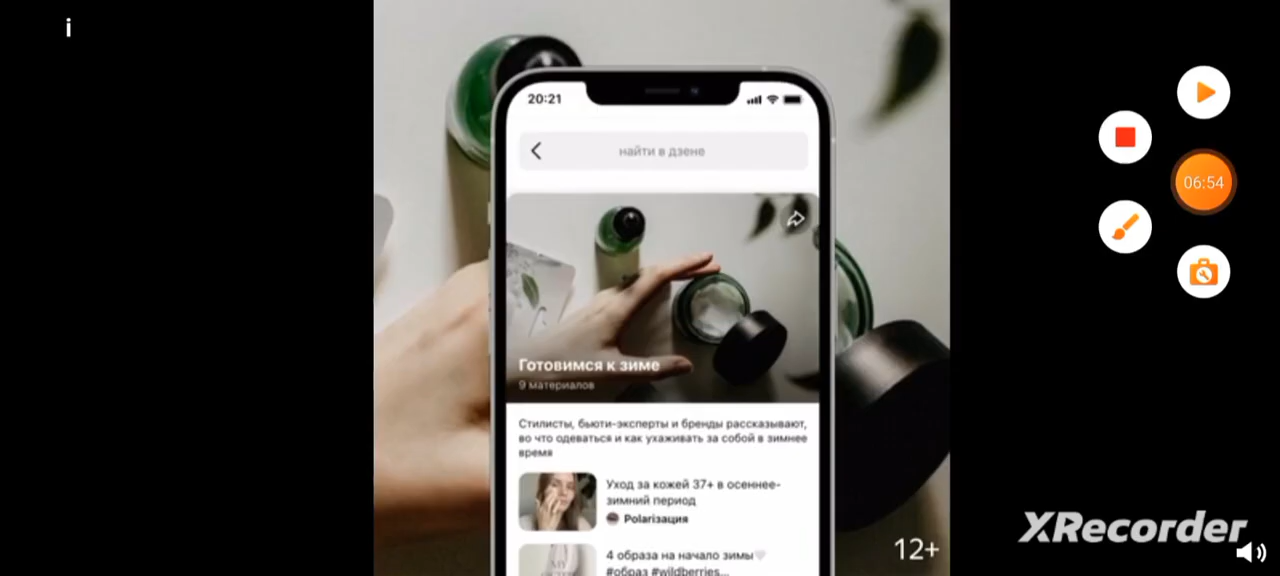 i
20:21
найти в дзене
Готовимся к зиме
9 материалов
Стилисты, бьюти-эксперты и бренды рассказывают,
во что одеваться и как ухаживать за собой в зимнее
время
Уход за кожей 37+ в осеннее-
зимний период
Polariзация
4 образа на начало зимы🤍
#образ #wildberries...
12+
06:54
XRecorder